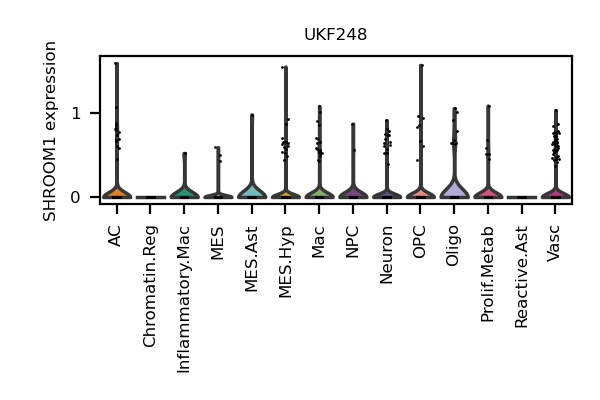 UKF248
SHROOM1 expression
1
0
AC
Chromatin.Reg
Inflammatory.Mac
MES
MES.Ast
MES.Hyp
Mac
NPC
Neuron
OPC
Oligo
Prolif.Metab
Reactive.Ast
Vasc